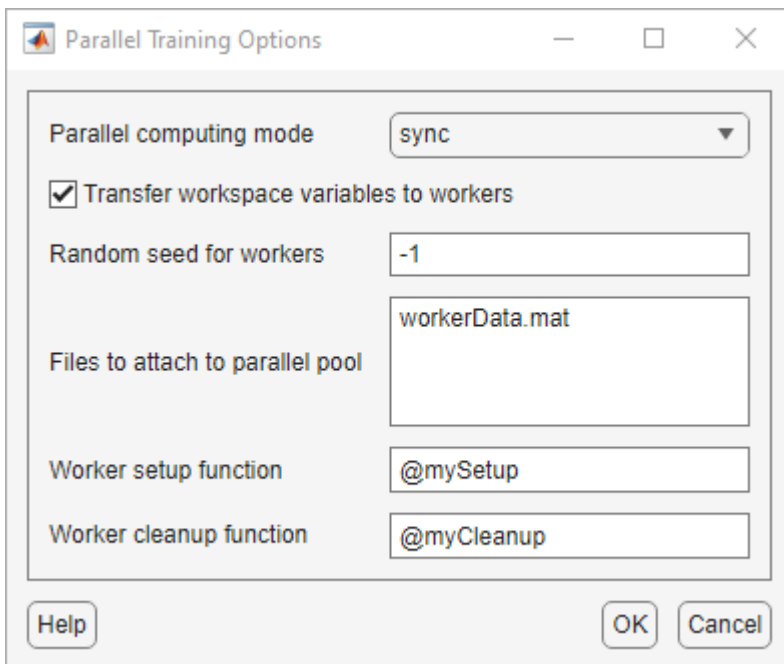 Parallel Training Options
Parallel computing mode sync
Transfer workspace variables to workers
Random seed for workers -1
workerData.mat
Files to attach to parallel pool
Worker setup function @mySetup
Worker cleanup function @myCleanup
Help OK Cancel